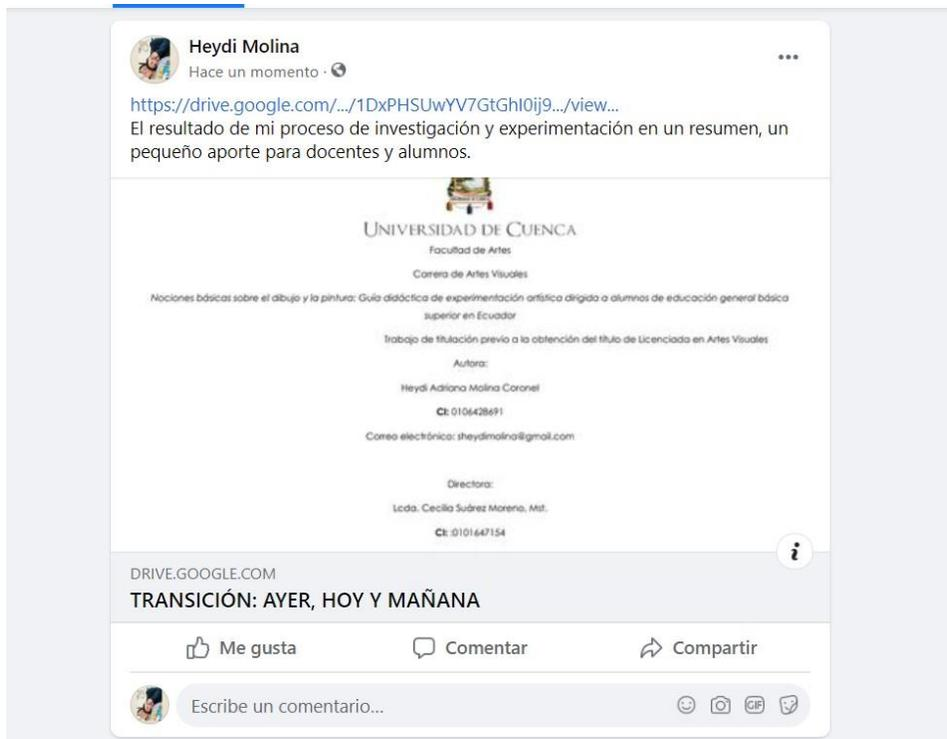 Heydi Molina
Hace un momento ·
https://drive.google.com/.../1DxPHSUwYV7GtGhI0ij9.../view...
El resultado de mi proceso de investigación y experimentación en un resumen, un
pequeño aporte para docentes y alumnos.
UNIVERSIDAD DE CUENCA
Facultad de Artes
Carrera de Artes Visuales
Nociones básicas sobre el dibujo y la pintura: Guía didáctica de experimentación artística dirigida a alumnos de educación general básica
superior en Ecuador
Trabajo de titulación previo a la obtención del título de Licenciada en Artes Visuales
Autora:
Heydi Adriana Molina Coronel
CI: 0106428691
Correo electrónico: sheydimolina@gmail.com
Directora:
Lcda. Cecilia Suárez Moreno, Mst.
CI: :0101647154
DRIVE.GOOGLE.COM
TRANSICIÓN: AYER, HOY Y MAÑANA
Me gusta
Comentar
Compartir
Escribe un comentario...
GIF